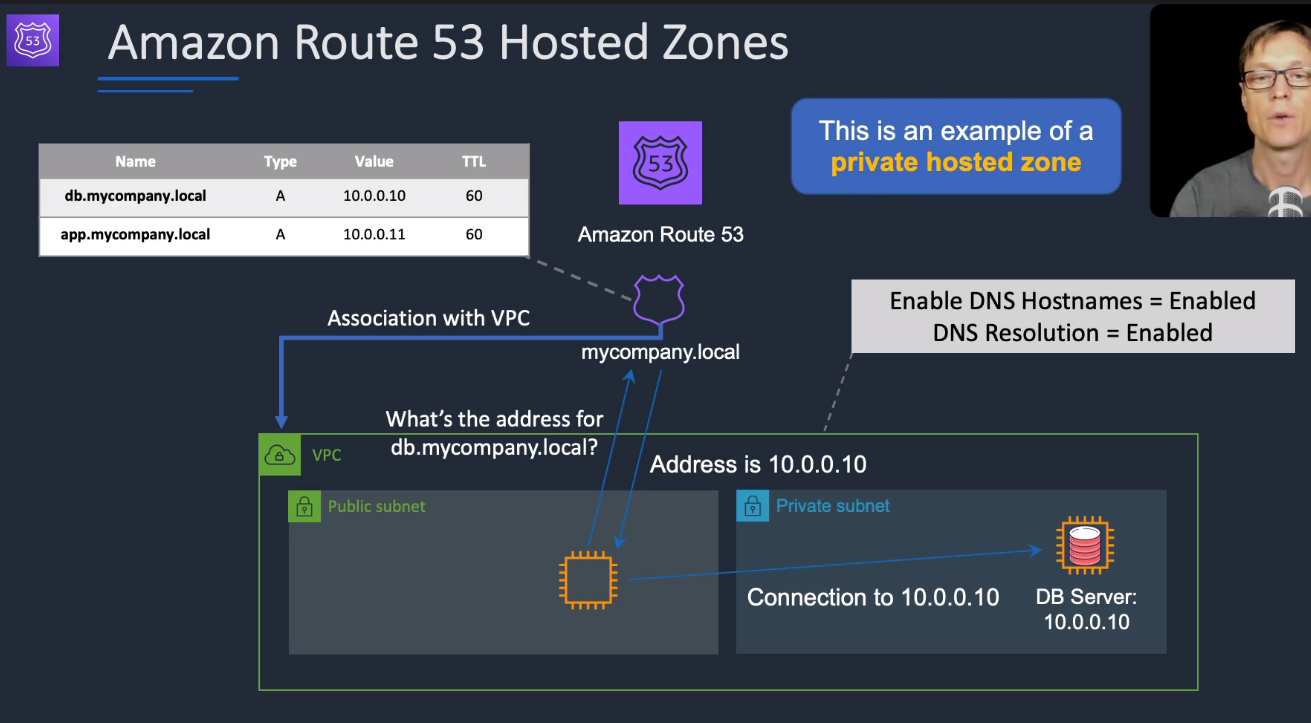 53
Amazon Route 53 Hosted Zones
This is an example of a
private hosted zone
Name Type Value TTL
db.mycompany.local A 10.0.0.10 60
app.mycompany.local A 10.0.0.11 60
53
Amazon Route 53
Enable DNS Hostnames = Enabled
DNS Resolution = Enabled
Association with VPC
mycompany.local
What’s the address for
db.mycompany.local?
VPC
Address is 10.0.0.10
Public subnet
Private subnet
Connection to 10.0.0.10
DB Server:
10.0.0.10